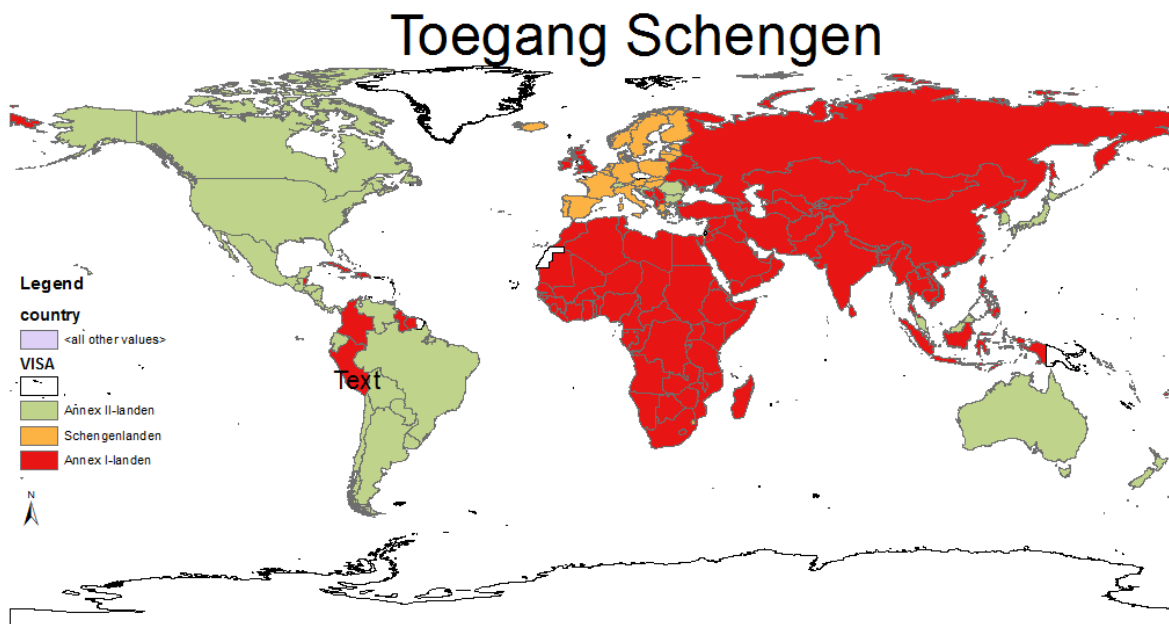 Toegang Schengen
Legend
country
<all other values>
VISA
Annex II-landen
Schengenlanden
Annex I-landen
N
Text